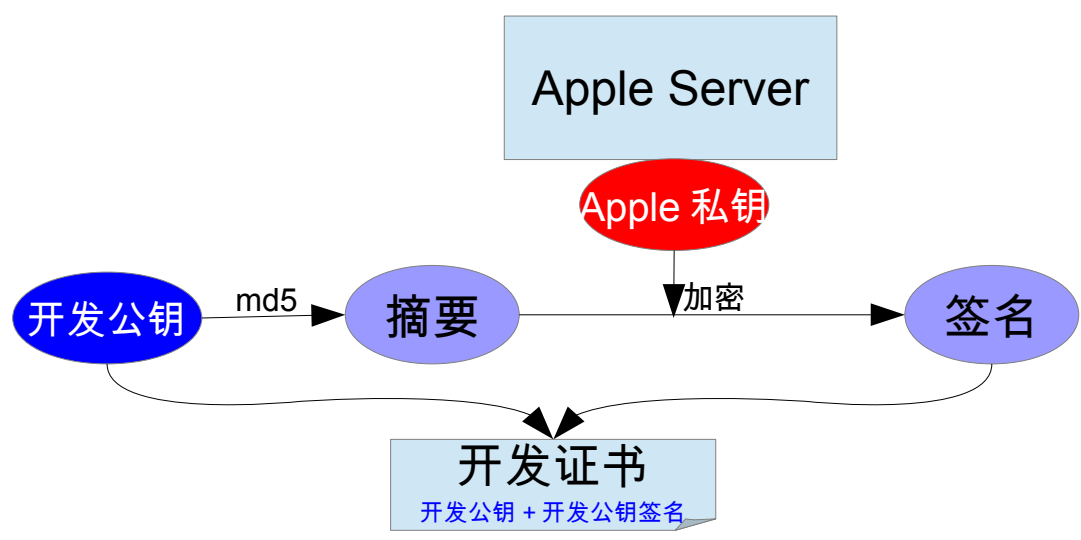 Apple Server
Apple 私钥
开发公钥
md5
摘要
加密
签名
开发证书
开发公钥 + 开发公钥签名